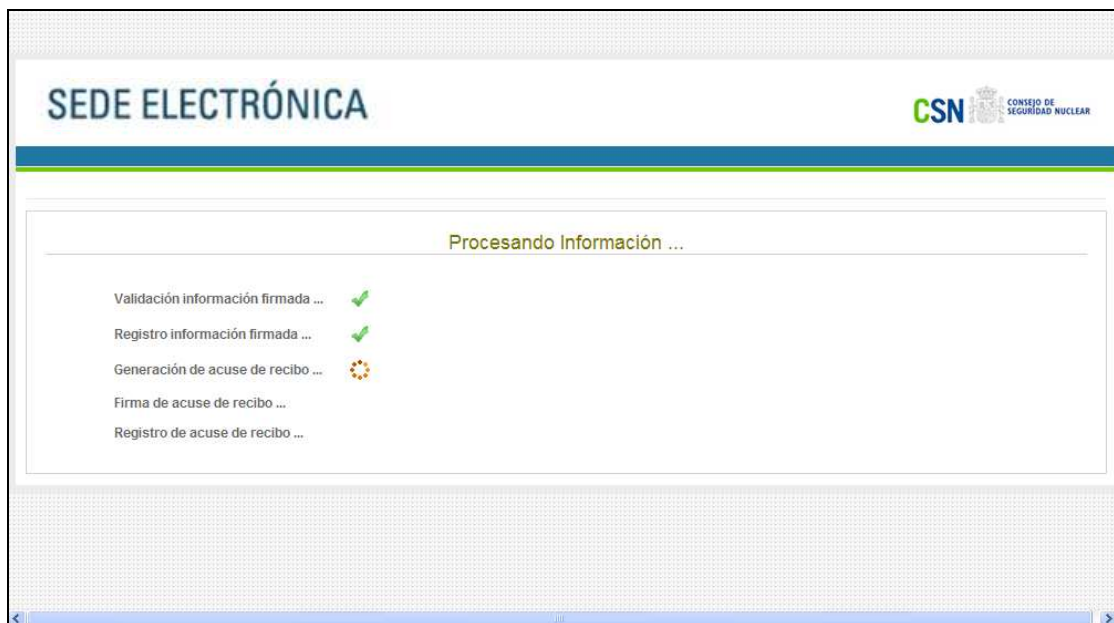 SEDE ELECTRÓNICA
CSN
CONSEJO DE
SEGURIDAD NUCLEAR
Procesando Información ...
Validación información firmada ...
Registro información firmada ...
Generación de acuse de recibo ...
Firma de acuse de recibo ...
Registro de acuse de recibo ...